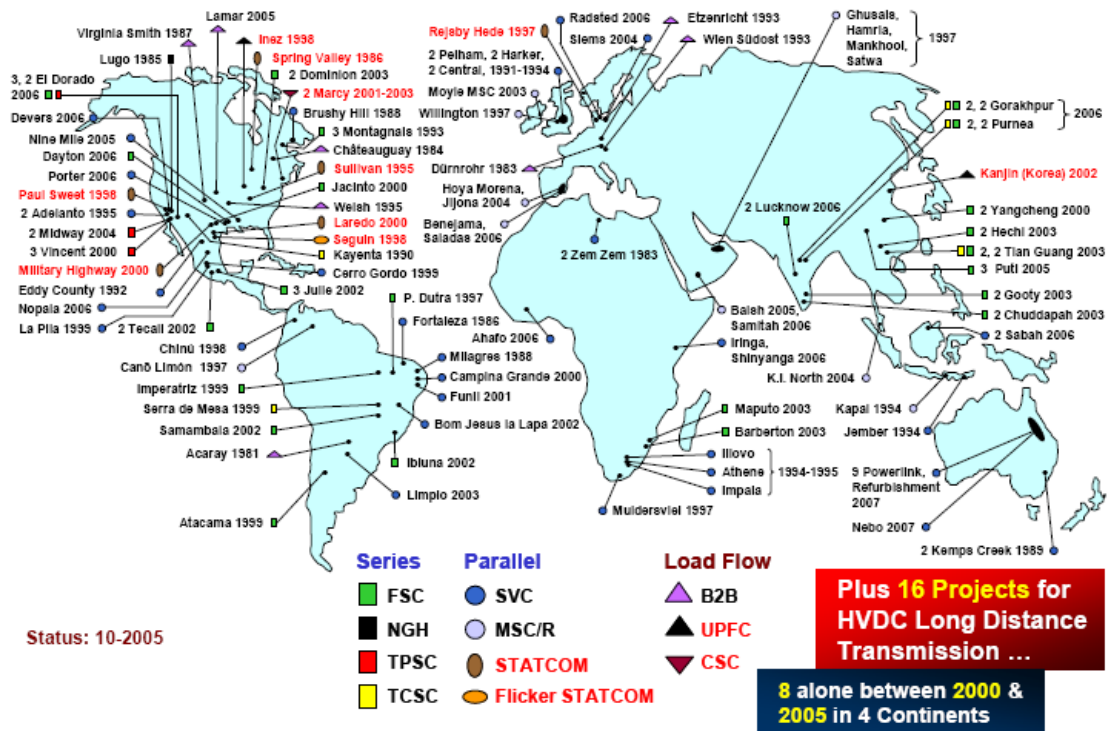 Lamar 2005
Virginia Smith 1987
Inez 1998
Lugo 1985
Spring Valley 1986
3, 2 El Dorado
2006
2 Dominion 2003
2 Marcy 2001-2003
Devers 2006
Brushy Hill 1988
Nine Mile 2005
3 Montagnais 1993
Dayton 2006
Châteauguay 1984
Porter 2006
Sullivan 1995
Paul Sweet 1998
Jacinto 2000
2 Adelanto 1995
Welsh 1995
2 Midway 2004
Laredo 2000
3 Vincent 2000
Seguin 1998
Military Highway 2000
Kayenta 1990
Eddy County 1992
Cerro Gordo 1999
Nopala 2006
3 Julie 2002
La Pila 1999
2 Tecali 2002
Radsted 2006
Etzenricht 1993
Rejsby Hede 1997
Siems 2004
Wien Südost 1993
2 Pelham, 2 Harker,
2 Central, 1991-1994
Moyle MSC 2003
Willington 1997
Dürnrohr 1983
Hoya Morena,
Jijona 2004
Benejama,
Saladas 2006
2 Zem Zem 1983
Ghusais,
Hamria,
Mankhool,
Satwa
1997
2, 2 Gorakhpur
2, 2 Purnea
2006
Kanjin (Korea) 2002
2 Lucknow 2006
2 Yangcheng 2000
2 Hechi 2003
2, 2 Tian Guang 2003
3 Puti 2005
2 Gooty 2003
2 Chuddapah 2003
2 Sabah 2006
P. Dutra 1997
Fortaleza 1986
Chinú 1998
Canõ Limón 1997
Milagres 1988
Imperatriz 1999
Campina Grande 2000
Funil 2001
Serra de Mesa 1999
Samambaia 2002
Bom Jesus la Lapa 2002
Acaray 1981
Ibiuna 2002
Limpio 2003
Atacama 1999
Ahafo 2006
Baish 2005,
Samitah 2006
Iringa,
Shinyanga 2006
K.I. North 2004
Kapal 1994
Jember 1994
Maputo 2003
Barberton 2003
Illovo
Athene
Impala
1994-1995
Muldersvlei 1997
9 Powerlink,
Refurbishment
2007
Nebo 2007
2 Kemps Creek 1989
Series
FSC
NGH
TPSC
TCSC
Parallel
SVC
MSC/R
STATCOM
Flicker STATCOM
Load Flow
B2B
UPFC
CSC
Status: 10-2005
Plus 16 Projects for
HVDC Long Distance
Transmission ...
8 alone between 2000 &
2005 in 4 Continents